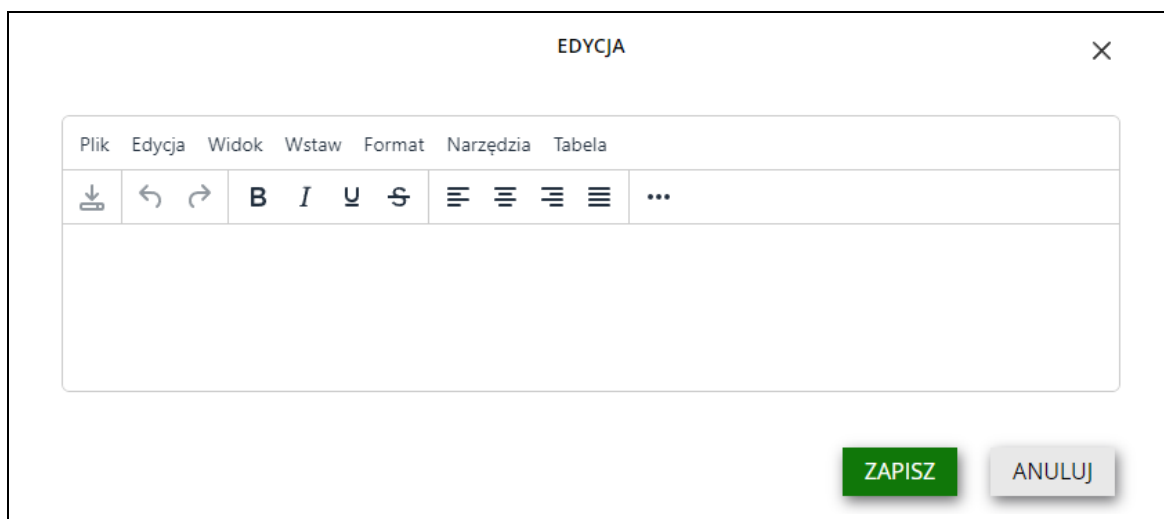 EDYCJA
Plik Edycja Widok Wstaw Format Narzędzia Tabela
B I U S
ZAPISZ ANULUJ